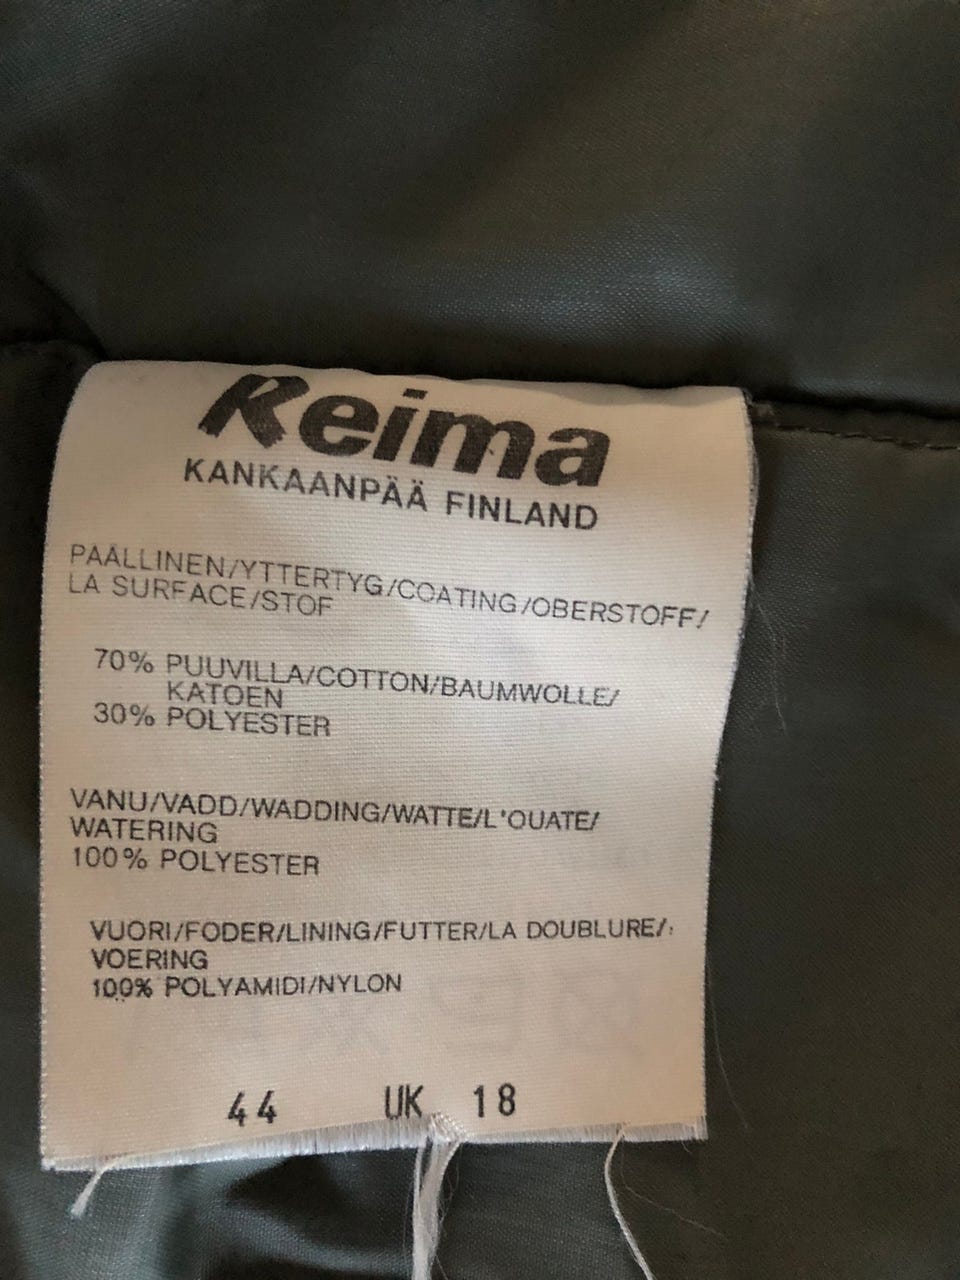 Reima
KANKAANPÄÄ FINLAND
PÄÄLLINEN/YTTERTYG/COATING/OBERSTOFF/
LA SURFACE/STOF
70% PUUVILLA/COTTON/BAUMWOLLE/
KATOEN
30% POLYESTER
VANU/VADD/WADDING/WATTE/L'OUATE/
WATERING
100% POLYESTER
VUORI/FODER/LINING/FUTTER/LA DOUBLURE/
VOERING
100% POLYAMIDI/NYLON
44 UK 18